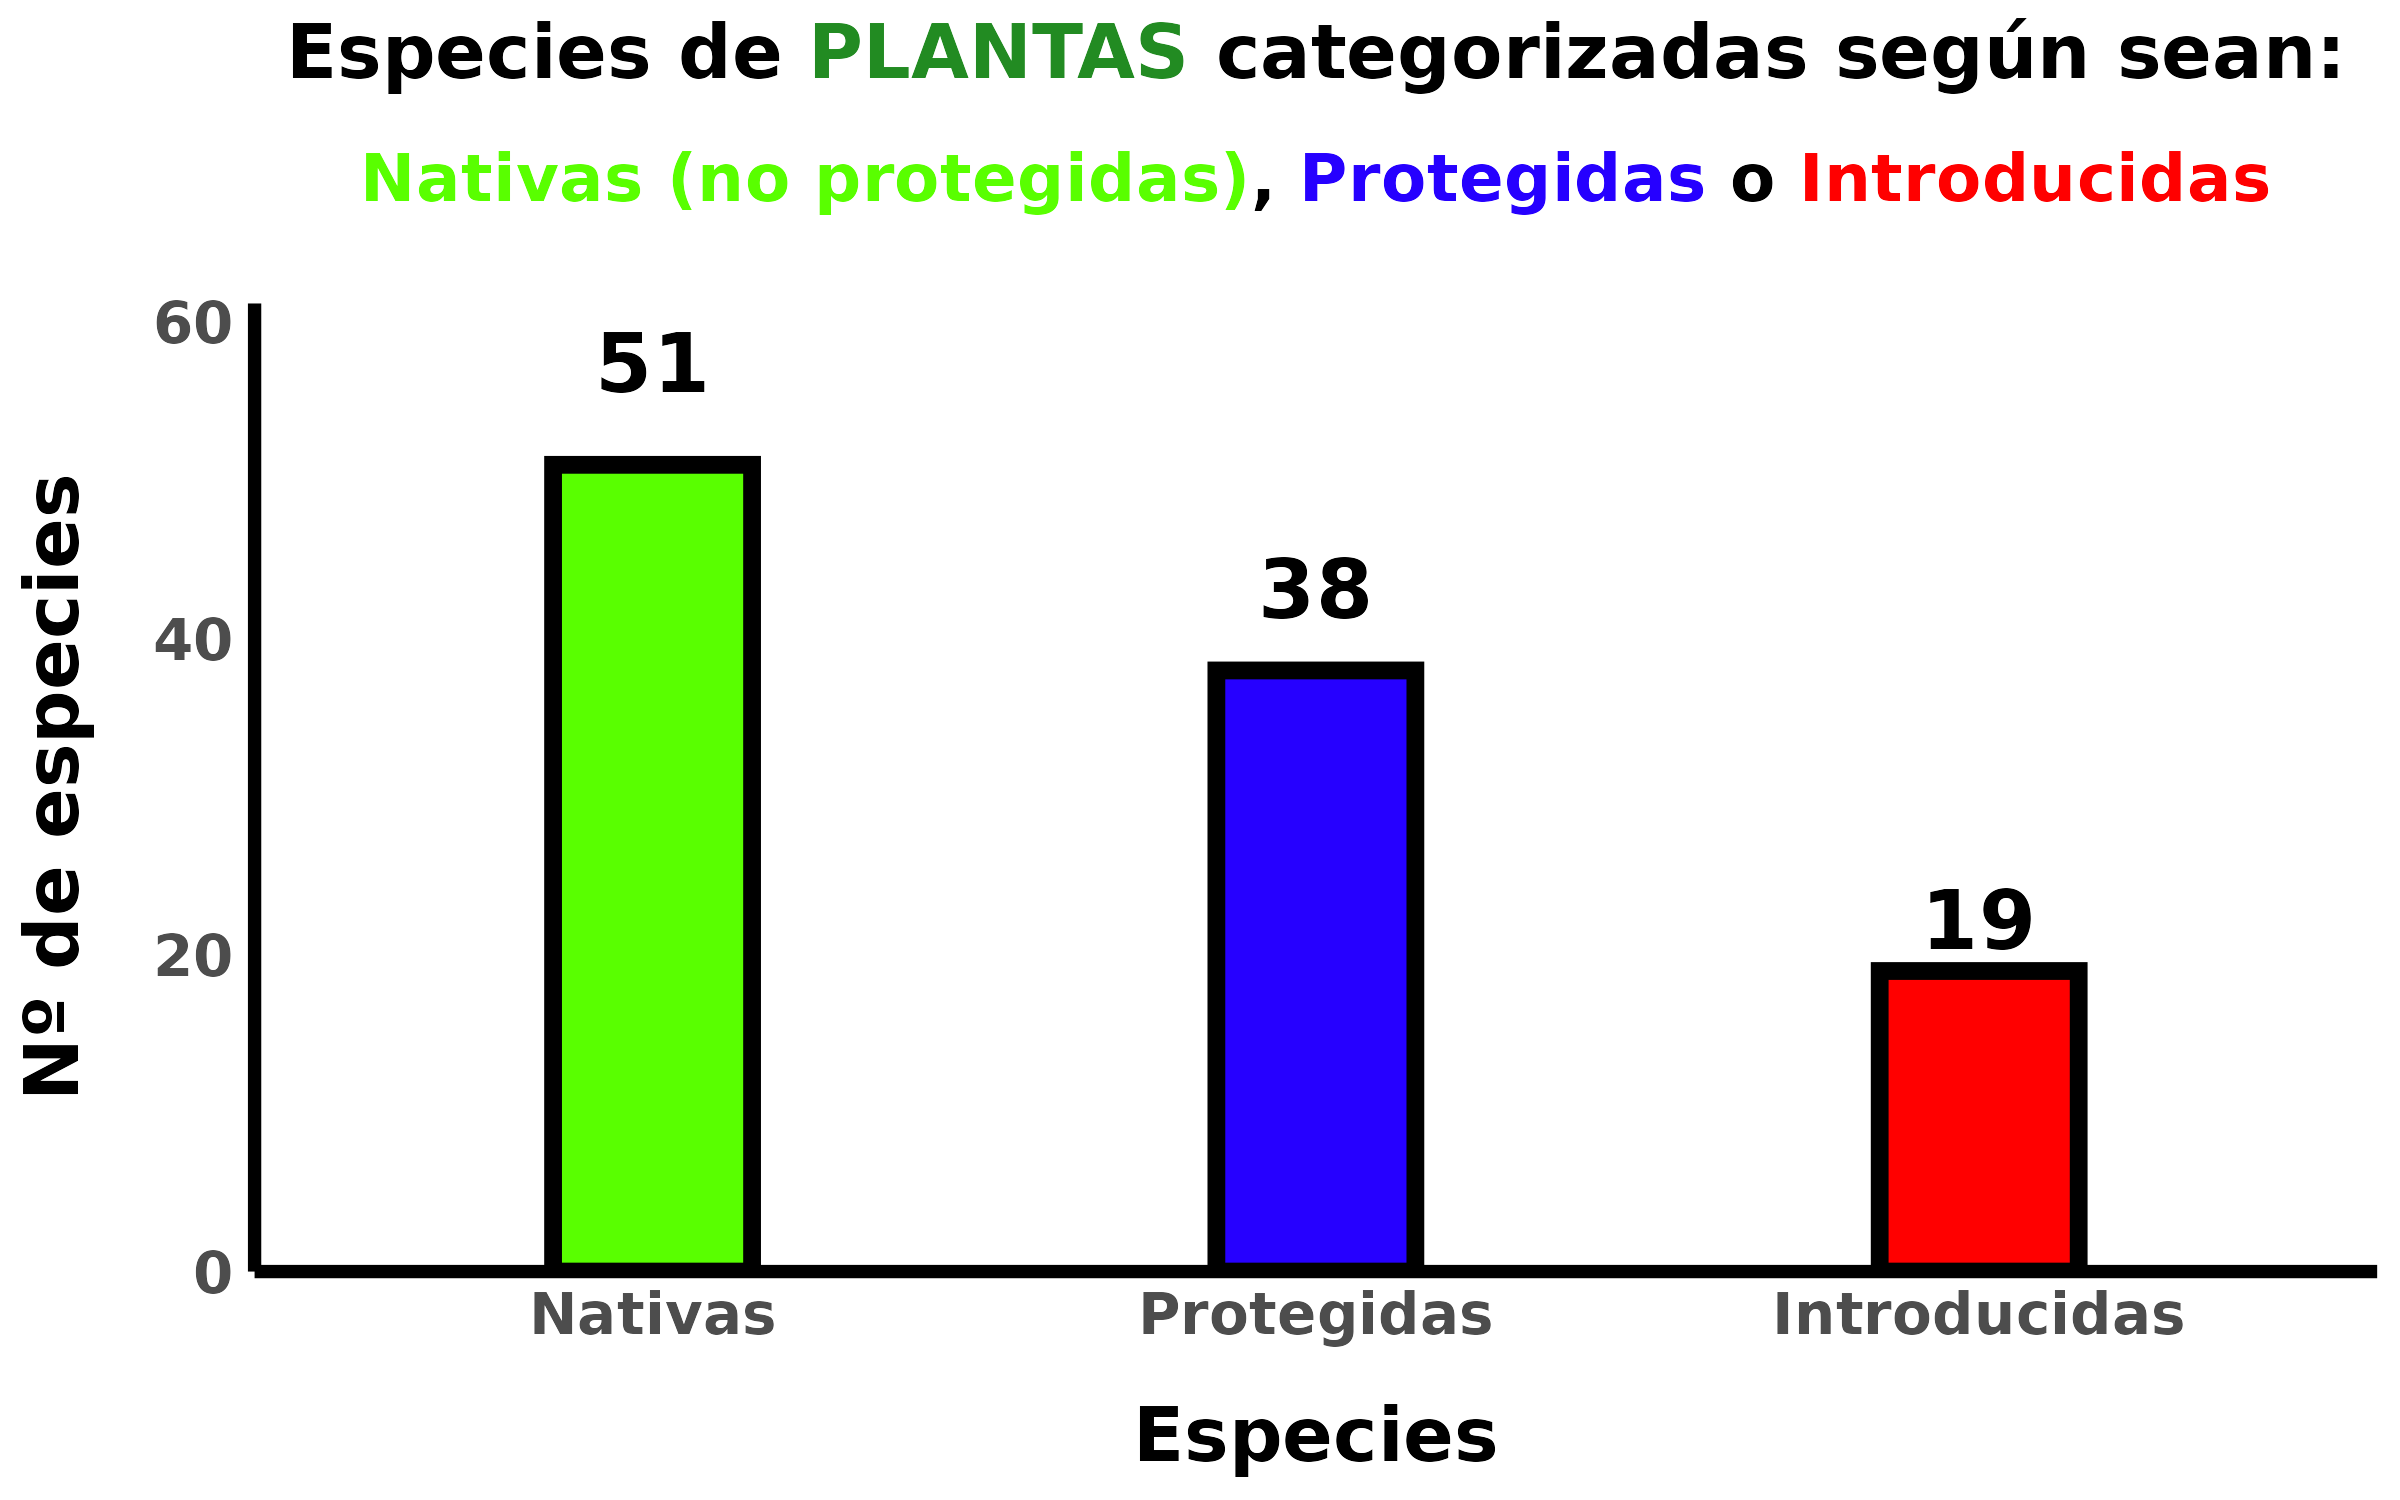 Especies de PLANTAS categorizadas según sean:
Nativas (no protegidas), Protegidas o Introducidas
Nº de especies
60
40
20
0
51
38
19
Nativas
Protegidas
Introducidas
Especies